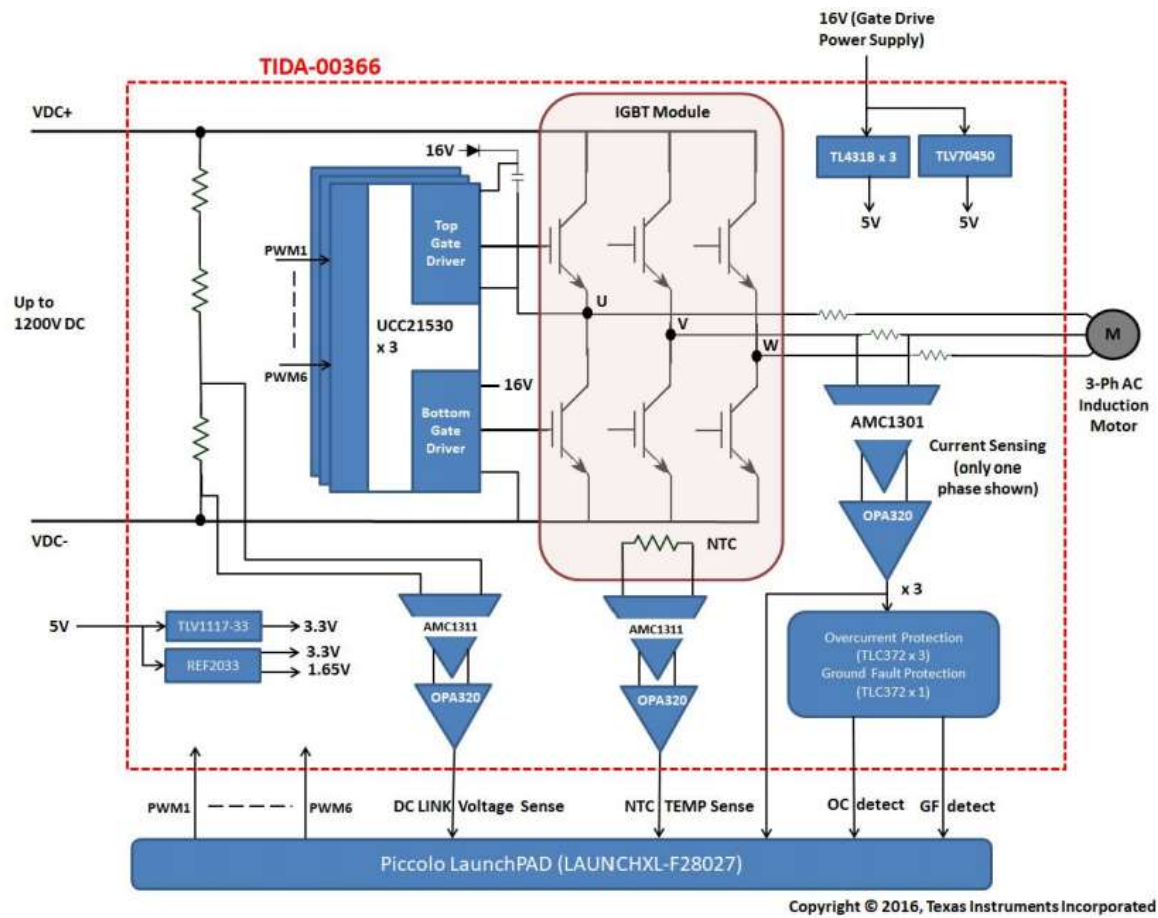 16V (Gate Drive
Power Supply)
TIDA-00366
VDC+
IGBT Module
16V
TL431B x 3
TLV70450
5V
5V
Top
Gate
Driver
PWM1
UCC21530
x 3
PWM6
16V
Bottom
Gate
Driver
Up to
1200V DC
U
V
W
M
3-Ph AC
Induction
Motor
AMC1301
Current Sensing
(only one
phase shown)
OPA320
x 3
VDC-
NTC
5V
TLV1117-33
3.3V
REF2033
3.3V
1.65V
AMC1311
OPA320
AMC1311
OPA320
Overcurrent Protection
(TLC372 x 3)
Ground Fault Protection
(TLC372 x 1)
PWM1
PWM6
DC LINK Voltage Sense
NTC TEMP Sense
OC detect
GF detect
Piccolo LaunchPAD (LAUNCHXL-F28027)
Copyright © 2016, Texas Instruments Incorporated